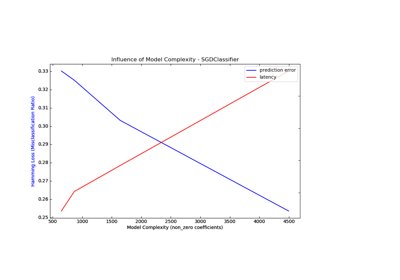 Influence of Model Complexity - SGDClassifier
prediction error
latency
Hamming Loss (Misclassification Ratio)
0.33
0.32
0.31
0.30
0.29
0.28
0.27
0.26
0.25
500 1000 1500 2000 2500 3000 3500 4000 4500
Model Complexity (non_zero coefficients)